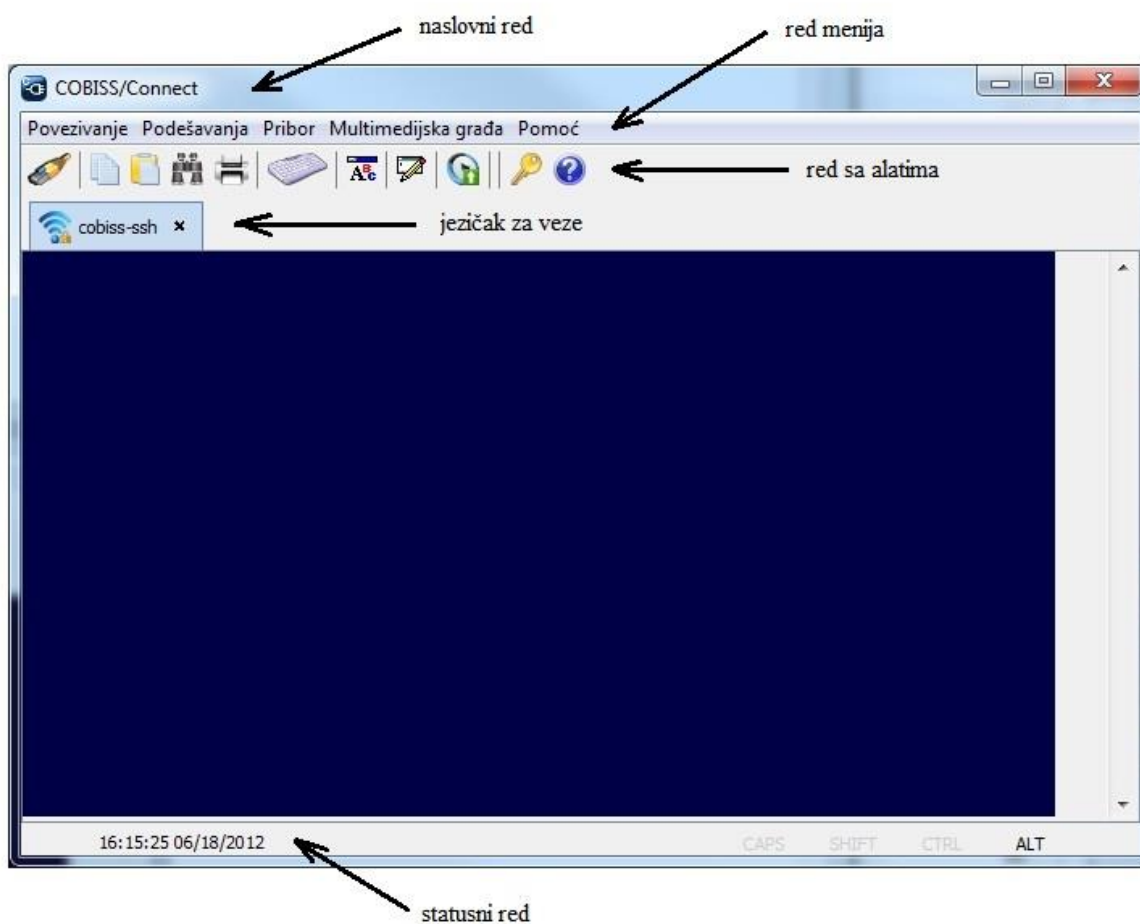 naslovni red
red menija
COBISS/Connect
Povezivanje Podešavanja Pribor Multimedijska građa Pomoć
ABc
red sa alatima
cobiss-ssh
jezičak za veze
16:15:25 06/18/2012
CAPS SHIFT CTRL ALT
statusni red